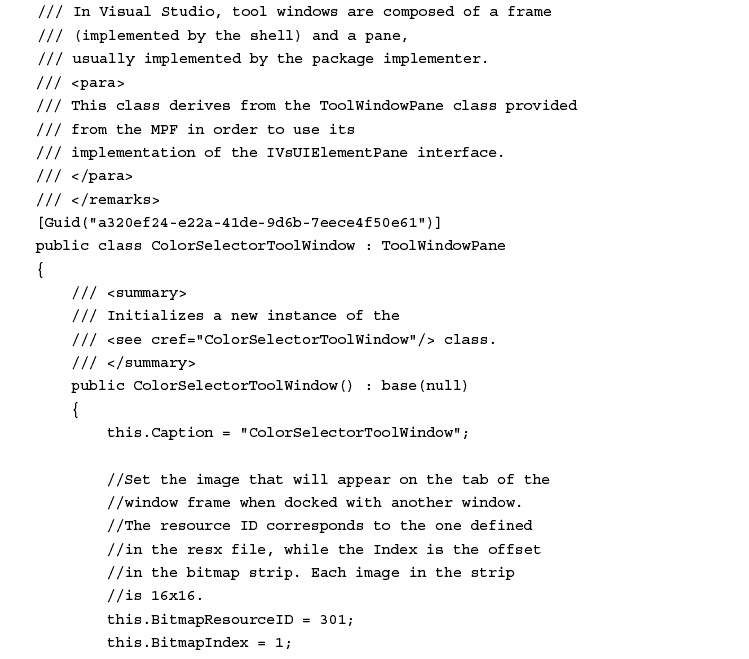 /// In Visual Studio, tool windows are composed of a frame
/// (implemented by the shell) and a pane,
/// usually implemented by the package implementer.
/// <para>
/// This class derives from the ToolWindowPane class provided
/// from the MPF in order to use its
/// implementation of the IVsUIElementPane interface.
/// </para>
/// </remarks>
[Guid("a320ef24-e22a-41de-9d6b-7eece4f50e61")]
public class ColorSelectorToolWindow : ToolWindowPane
{
/// <summary>
/// Initializes a new instance of the
/// <see cref="ColorSelectorToolWindow"/> class.
/// </summary>
public ColorSelectorToolWindow() : base(null)
{
this.Caption = "ColorSelectorToolWindow";
//Set the image that will appear on the tab of the
//window frame when docked with another window.
//The resource ID corresponds to the one defined
//in the resx file, while the Index is the offset
//in the bitmap strip. Each image in the strip
//is 16x16.
this.BitmapResourceID = 301;
this.BitmapIndex = 1;